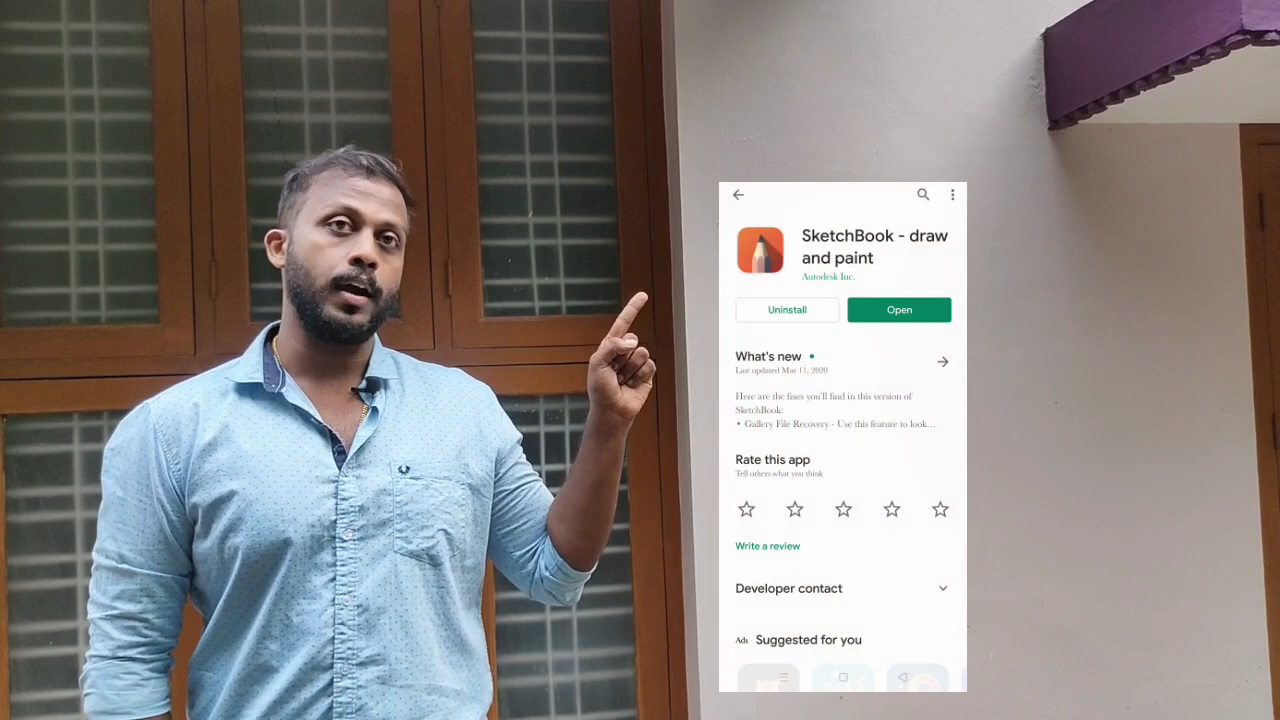 SketchBook - draw
and paint
Autodesk Inc.
Uninstall
Open
What's new
Last updated Mar 11, 2020
Here are the fixes you'll find in this version of
SketchBook:
• Gallery File Recovery - Use this feature to look…
Rate this app
Tell others what you think
Write a review
Developer contact
Ads · Suggested for you